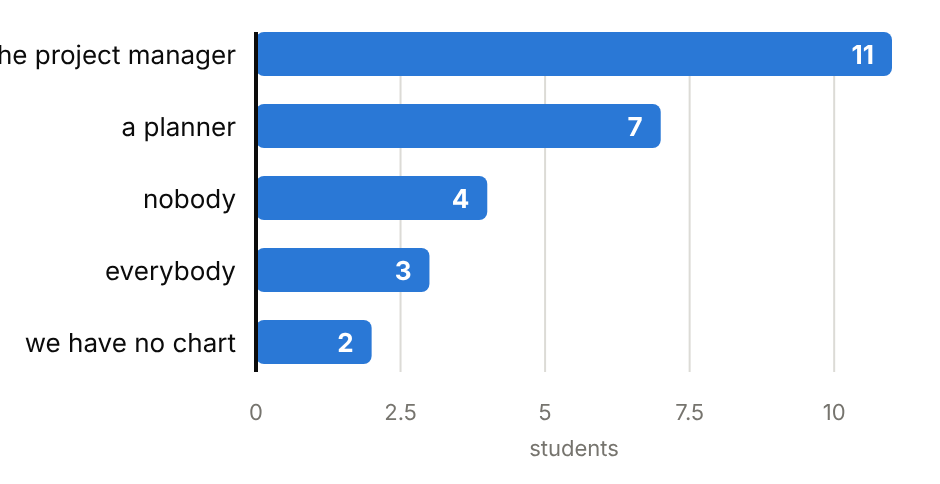 he project manager
11
a planner
7
nobody
4
everybody
3
we have no chart
2
0 2.5 5 7.5 10
students